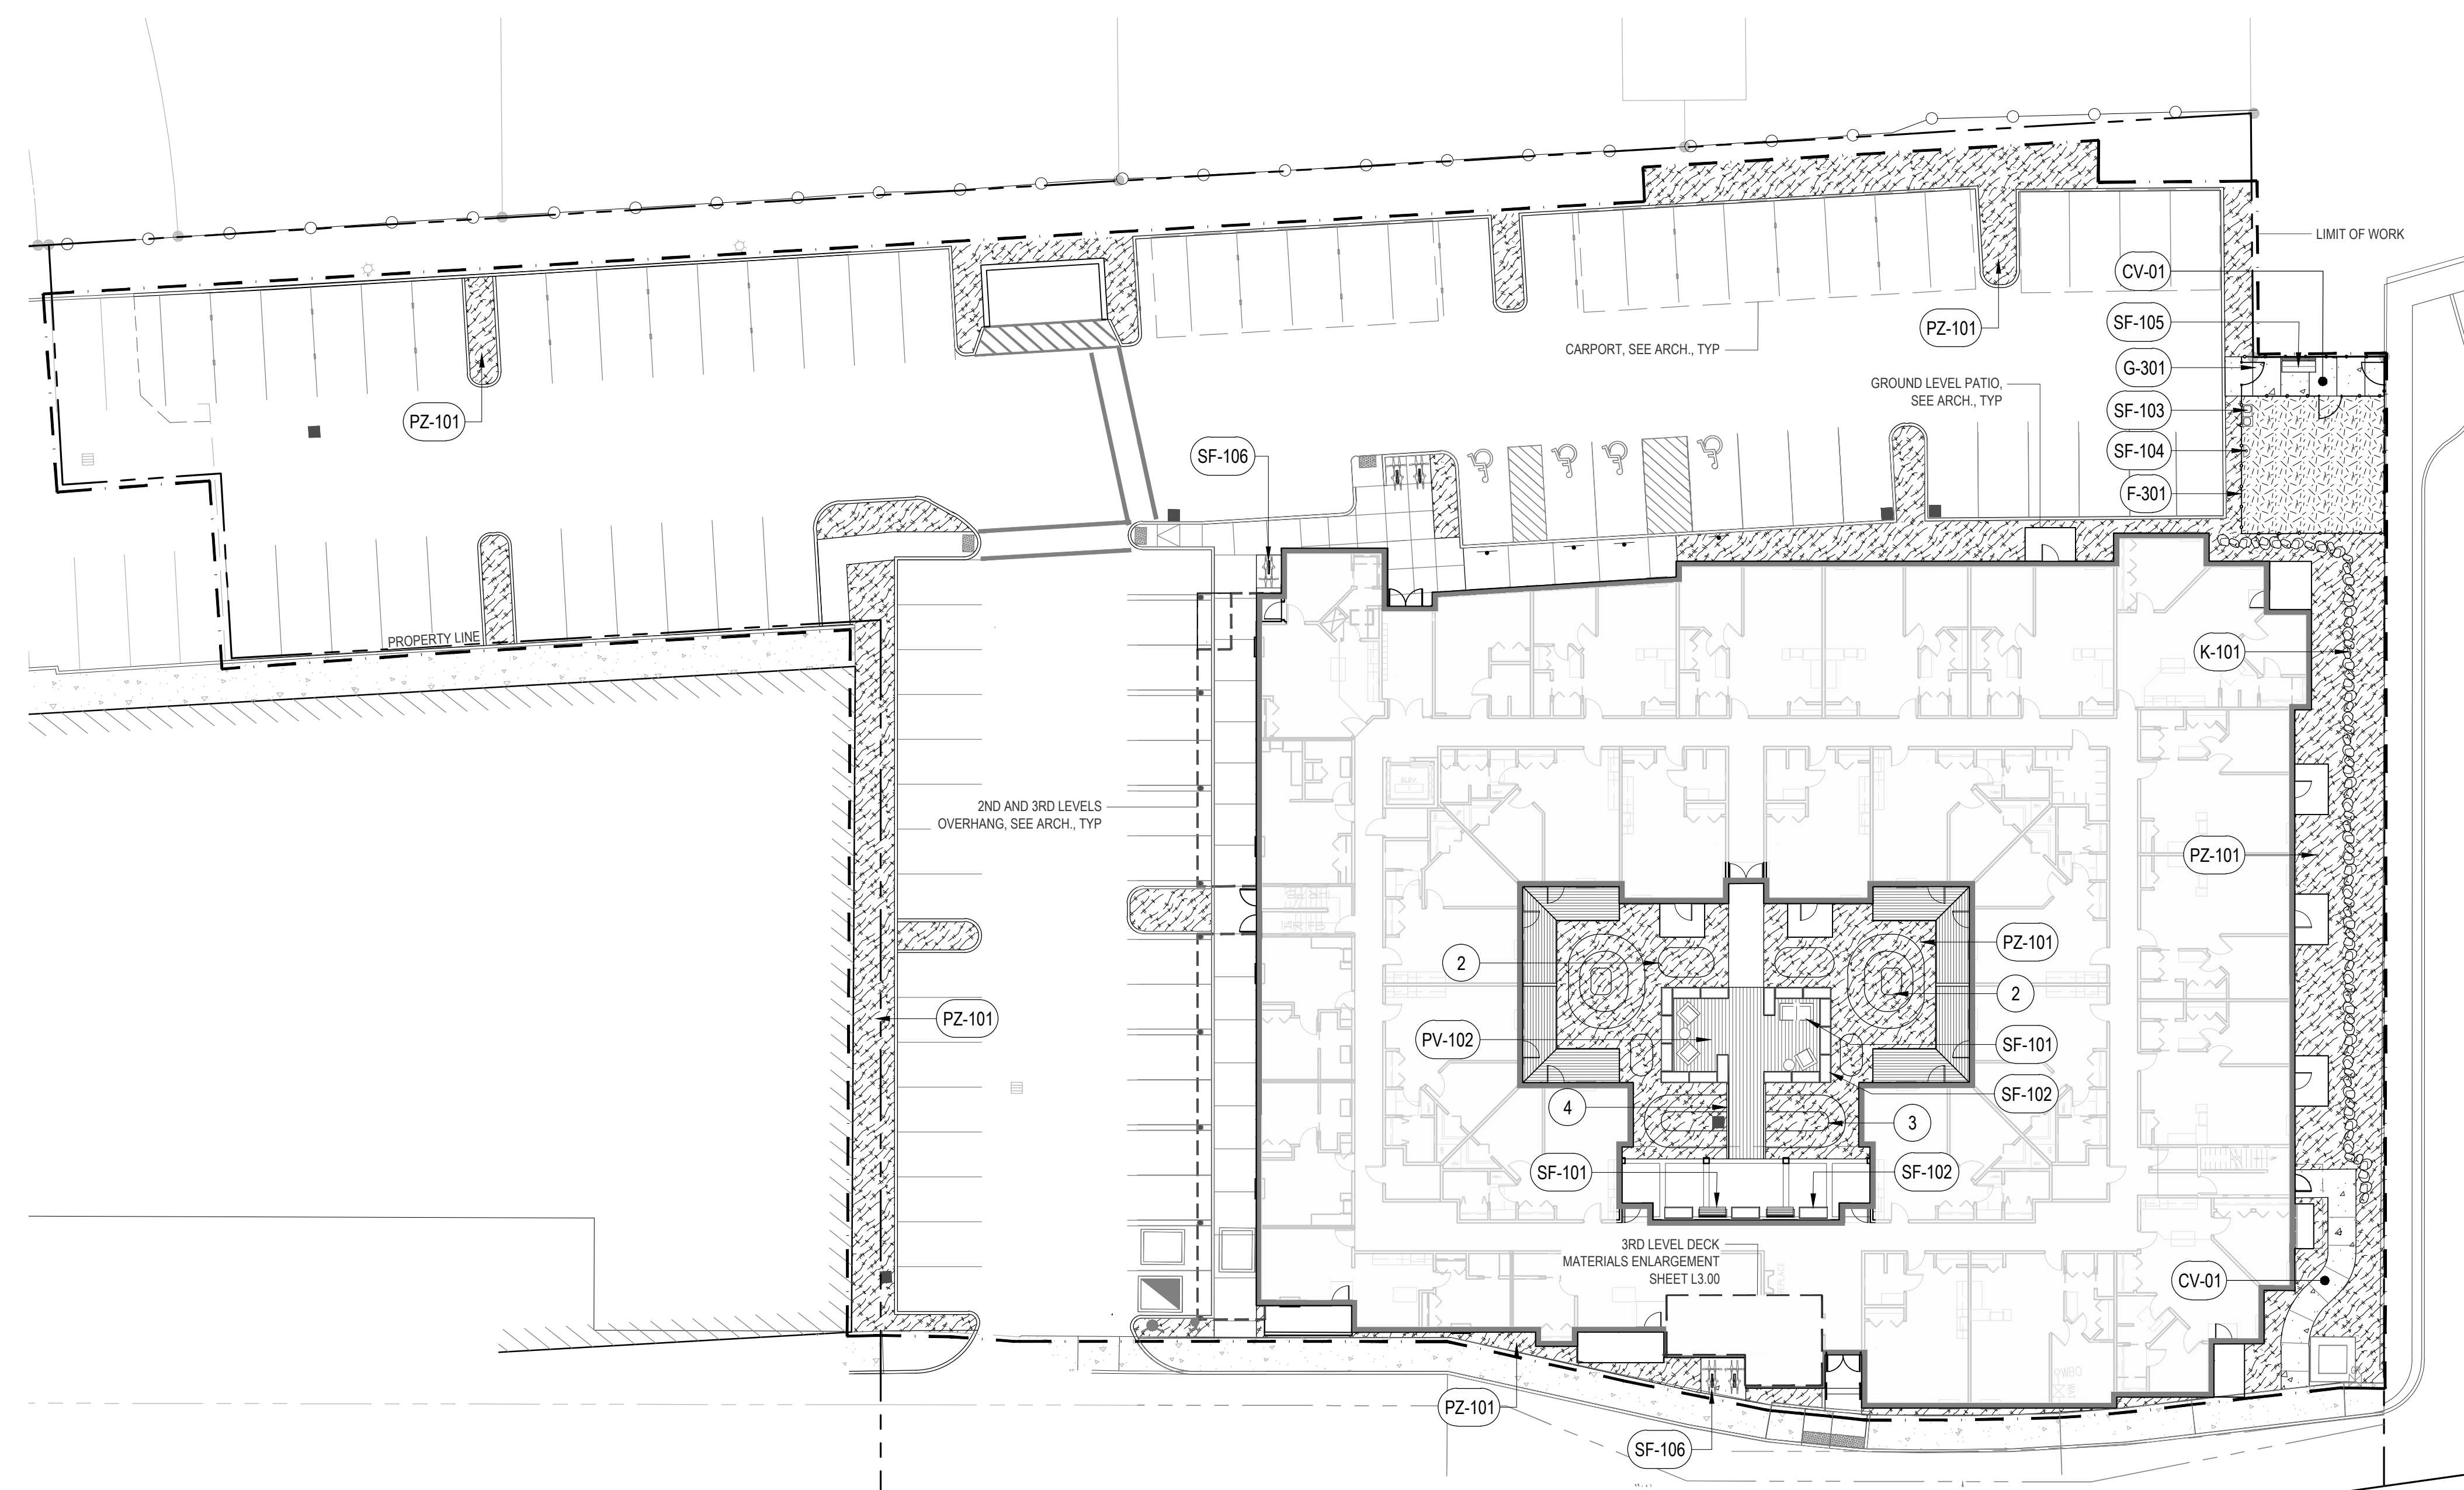 LIMIT OF WORK
CV-01
SF-105
PZ-101
CARPORT, SEE ARCH., TYP
G-301
GROUND LEVEL PATIO,
SEE ARCH., TYP
SF-103
PZ-101
SF-106
SF-104
F-301
PROPERTY LINE
K-101
ELEV.
2ND AND 3RD LEVELS
OVERHANG, SEE ARCH., TYP
PZ-101
PZ-101
2
2
PZ-101
PV-102
SF-101
SF-102
4
3
SF-101
SF-102
3RD LEVEL DECK
MATERIALS ENLARGEMENT
SHEET L3.00
CV-01
PZ-101
SF-106